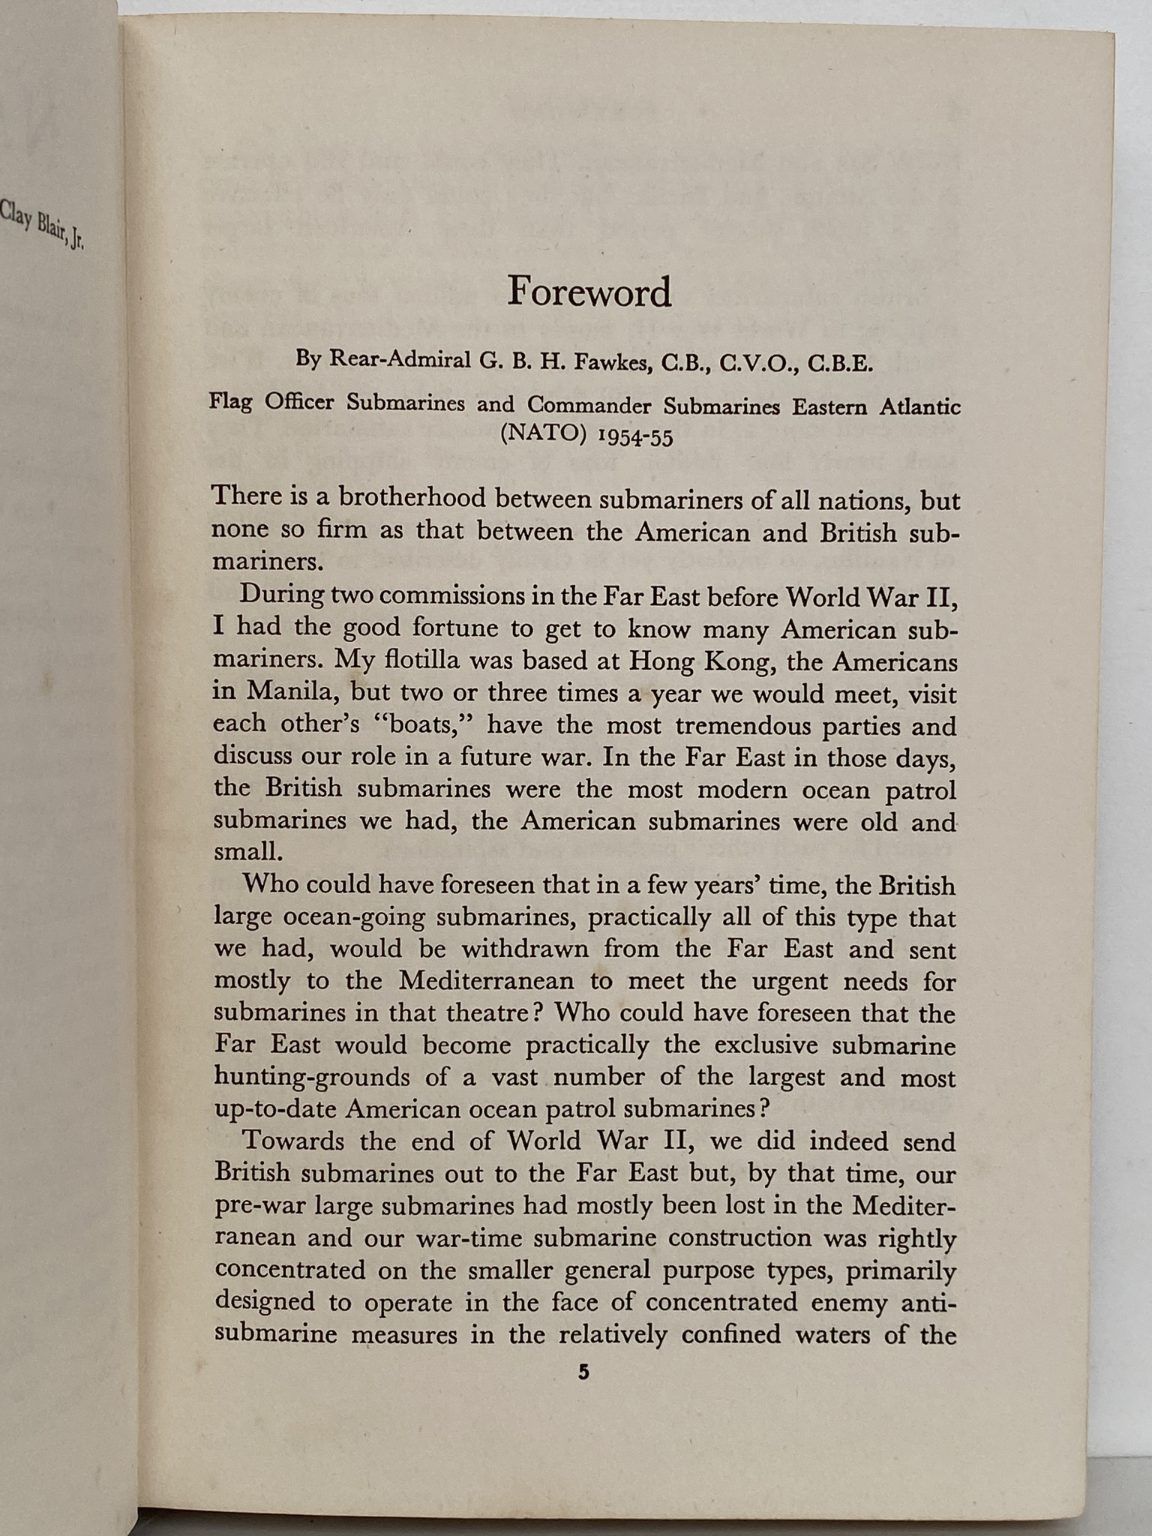 Clay Blair, Jr.
Foreword
By Rear-Admiral G. B. H. Fawkes, C.B., C.V.O., C.B.E.
Flag Officer Submarines and Commander Submarines Eastern Atlantic
(NATO) 1954-55
There is a brotherhood between submariners of all nations, but
none so firm as that between the American and British sub-
mariners.
During two commissions in the Far East before World War II,
I had the good fortune to get to know many American sub-
mariners. My flotilla was based at Hong Kong, the Americans
in Manila, but two or three times a year we would meet, visit
each other's “boats,” have the most tremendous parties and
discuss our role in a future war. In the Far East in those days,
the British submarines were the most modern ocean patrol
submarines we had, the American submarines were old and
small.
Who could have foreseen that in a few years' time, the British
large ocean-going submarines, practically all of this type that
we had, would be withdrawn from the Far East and sent
mostly to the Mediterranean to meet the urgent needs for
submarines in that theatre? Who could have foreseen that the
Far East would become practically the exclusive submarine
hunting-grounds of a vast number of the largest and most
up-to-date American ocean patrol submarines?
Towards the end of World War II, we did indeed send
British submarines out to the Far East but, by that time, our
pre-war large submarines had mostly been lost in the Mediter-
ranean and our war-time submarine construction was rightly
concentrated on the smaller general purpose types, primarily
designed to operate in the face of concentrated enemy anti-
submarine measures in the relatively confined waters of the
5